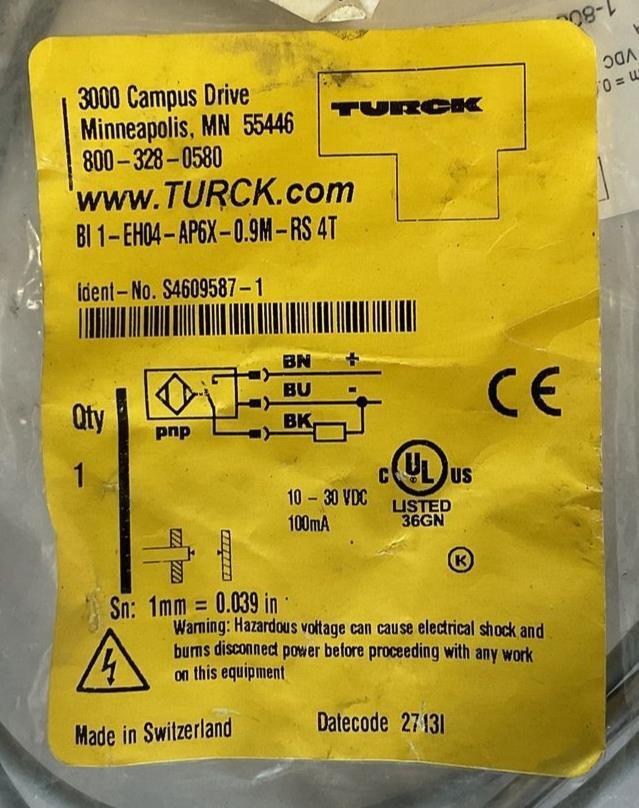 3000 Campus Drive
Minneapolis, MN 55446
800-328-0580
TURCK
www.TURCK.com
BI 1-EH04-AP6X-0.9M-RS 4T
Ident-No. S4609587-1
BN +
BU -
BK
pnp
Qty
1
CE
C UL US
LISTED
36GN
10 - 30 VDC
100mA
K
Sn: 1mm = 0.039 in
Warning: Hazardous voltage can cause electrical shock and
burns disconnect power before proceeding with any work
on this equipment
Made in Switzerland
Datecode
VDC